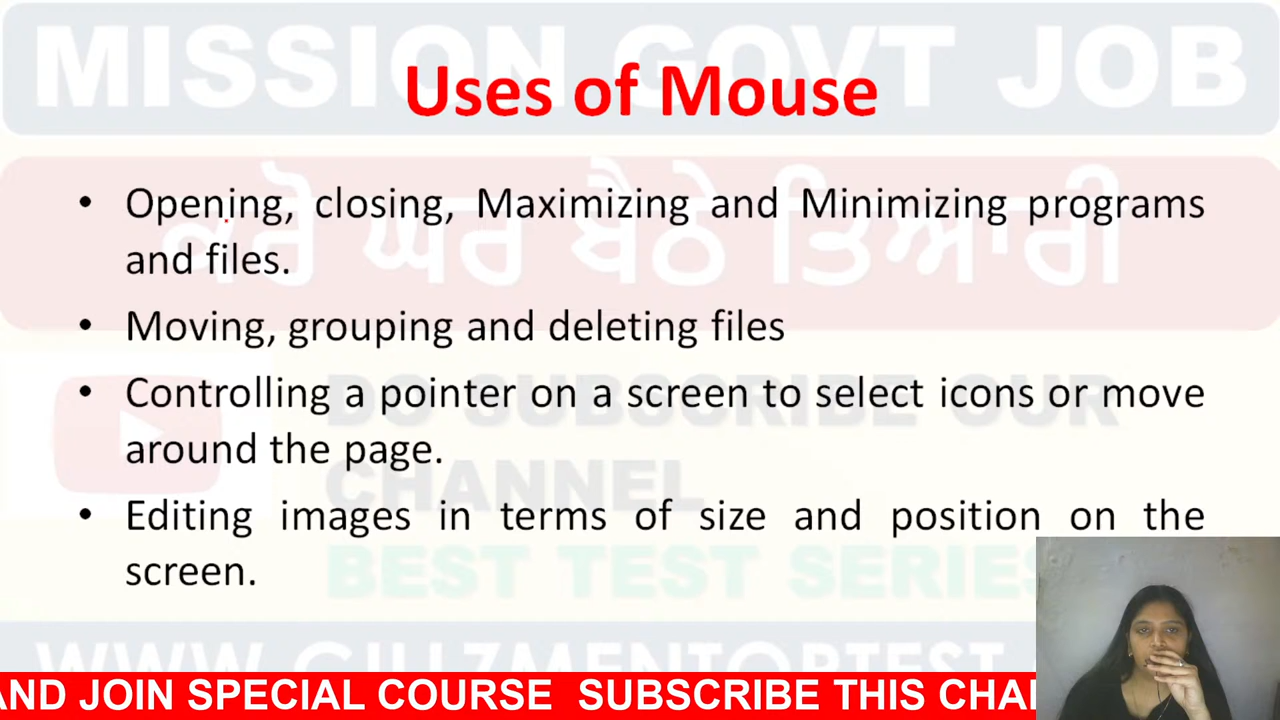 MISSION GOVT JOB
Uses of Mouse
ਕਰੋ ਘਰ ਬੈਠੇ ਤਿਆਰੀ
• Opening, closing, Maximizing and Minimizing programs
and files.
• Moving, grouping and deleting files
• Controlling a pointer on a screen to select icons or move
around the page.
• Editing images in terms of size and position on the
screen.
DO SUBSCRIBE OUR
CHANNEL
BEST TEST SERIES
AND JOIN SPECIAL COURSE SUBSCRIBE THIS